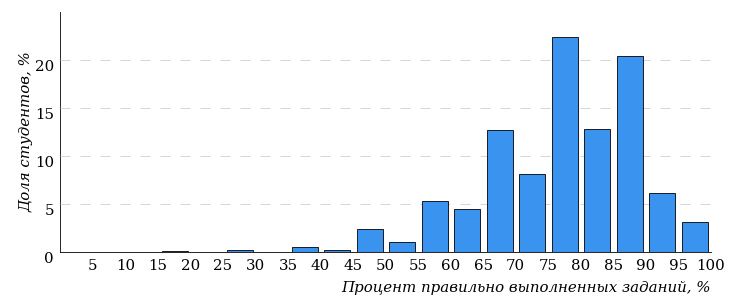 Доля студентов, %
20
15
10
5
0
5 10 15 20 25 30 35 40 45 50 55 60 65 70 75 80 85 90 95 100
Процент правильно выполненных заданий, %